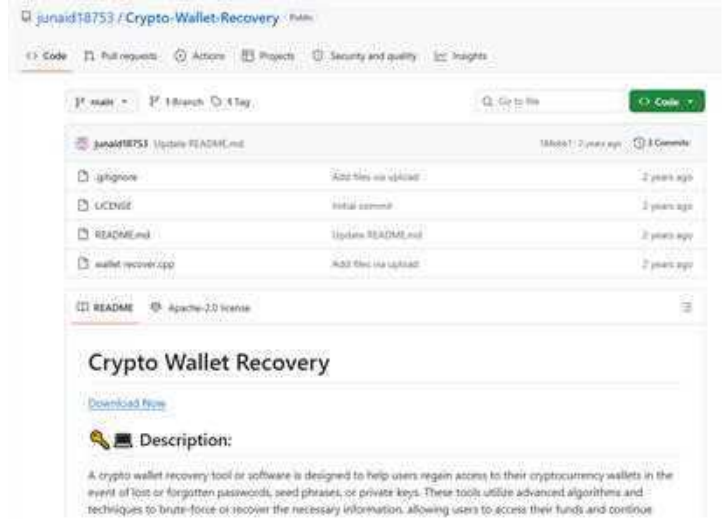 junaid18753 / Crypto-Wallet-Recovery Public
Code Pull requests Actions Projects Security and quality Insights
main 1 Branch 1 Tag Go to file Code
junaid18753 Update README.md 2 years ago 3 Commits
.gitignore Add files via upload 2 years ago
LICENSE Initial commit 2 years ago
README.md Update README.md 2 years ago
wallet recover.cpp Add files via upload 2 years ago
README Apache-2.0 license
Crypto Wallet Recovery
Download Now
Description:
A crypto wallet recovery tool or software is designed to help users regain access to their cryptocurrency wallets in the
event of lost or forgotten passwords, seed phrases, or private keys. These tools utilize advanced algorithms and
techniques to brute-force or recover the necessary information, allowing users to access their funds and continue